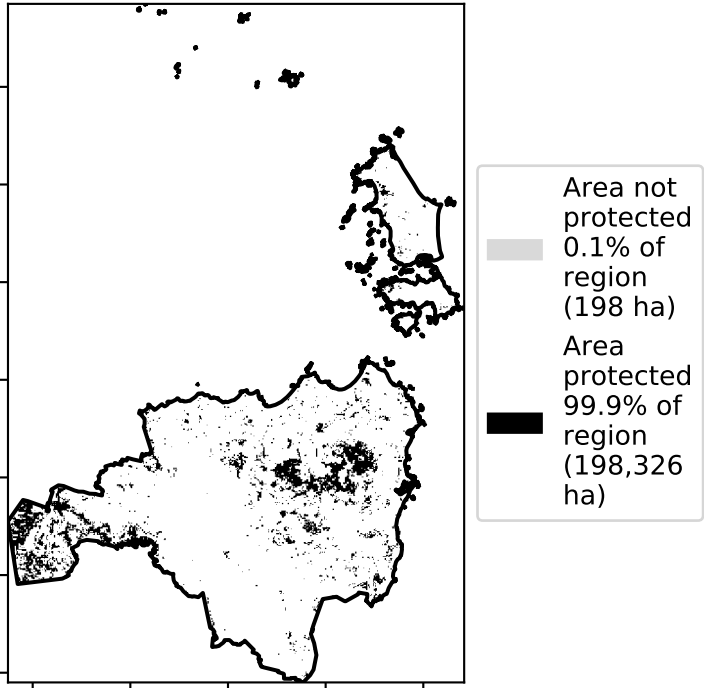 Area not
protected
0.1% of
region
(198 ha)
Area
protected
99.9% of
region
(198,326
ha)